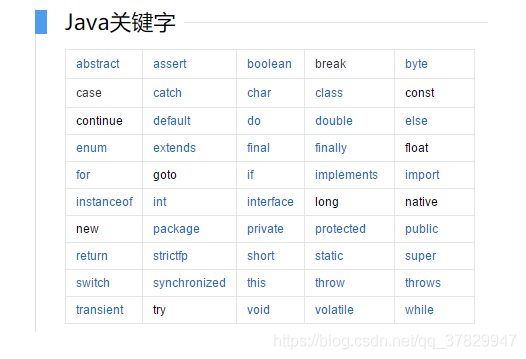 Java关键字
abstract assert boolean break byte
case catch char class const
continue default do double else
enum extends final finally float
for goto if implements import
instanceof int interface long native
new package private protected public
return strictfp short static super
switch synchronized this throw throws
transient try void volatile while
https://blog.csdn.net/qq_37829947